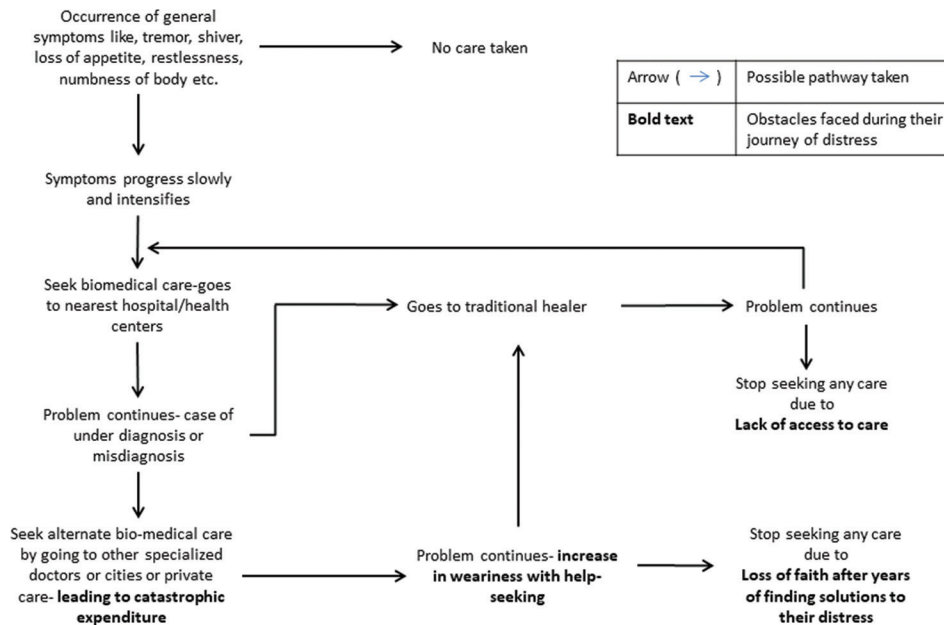 Occurrence of general
symptoms like, tremor, shiver,
loss of appetite, restlessness,
numbness of body etc.
No care taken
Arrow ( → ) Possible pathway taken
Bold text Obstacles faced during their
journey of distress
Symptoms progress slowly
and intensifies
Seek biomedical care-goes
to nearest hospital/health
centers
Goes to traditional healer
Problem continues
Stop seeking any care
due to
Lack of access to care
Problem continues- case of
under diagnosis or
misdiagnosis
Seek alternate bio-medical care
by going to other specialized
doctors or cities or private
care- leading to catastrophic
expenditure
Problem continues- increase
in weariness with help-
seeking
Stop seeking any care
due to
Loss of faith after years
of finding solutions to
their distress